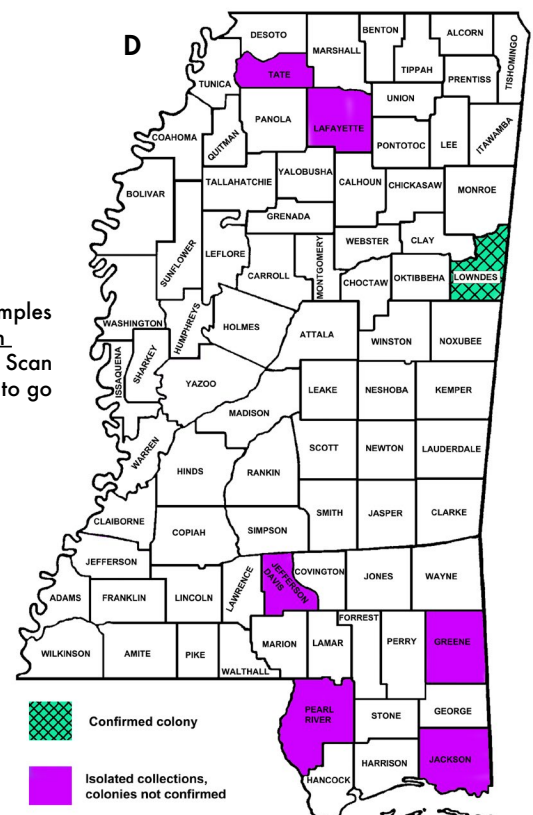 D
DESOTO
BENTON
ALCORN
TISHOMINGO
MARSHALL
TIPPAH
PRENTISS
TATE
TUNICA
UNION
PANOLA
LAFAYETTE
COAHOMA
QUITMAN
PONTOTOC
LEE
ITAWAMBA
YALOBUSHA
TALLAHATCHIE
CALHOUN
CHICKASAW
MONROE
BOLIVAR
GRENADA
SUNFLOWER
LEFLORE
CARROLL
MONTGOMERY
WEBSTER
CLAY
CHOCTAW
OKTIBBEHA
LOWNDES
mples
Scan
to go
WASHINGTON
HUMPHREYS
HOLMES
ATTALA
WINSTON
NOXUBEE
ISSAQUENA
SHARKEY
YAZOO
LEAKE
NESHOBA
KEMPER
MADISON
WARREN
SCOTT
NEWTON
LAUDERDALE
HINDS
RANKIN
SMITH
JASPER
CLARKE
CLAIBORNE
COPIAH
SIMPSON
JEFFERSON
LAWRENCE
JEFFERSON
DAVIS
COVINGTON
JONES
WAYNE
ADAMS
FRANKLIN
LINCOLN
FORREST
WILKINSON
AMITE
PIKE
WALTHALL
MARION
LAMAR
PERRY
GREENE
PEARL
RIVER
STONE
GEORGE
HANCOCK
HARRISON
JACKSON
Confirmed colony
Isolated collections,
colonies not confirmed